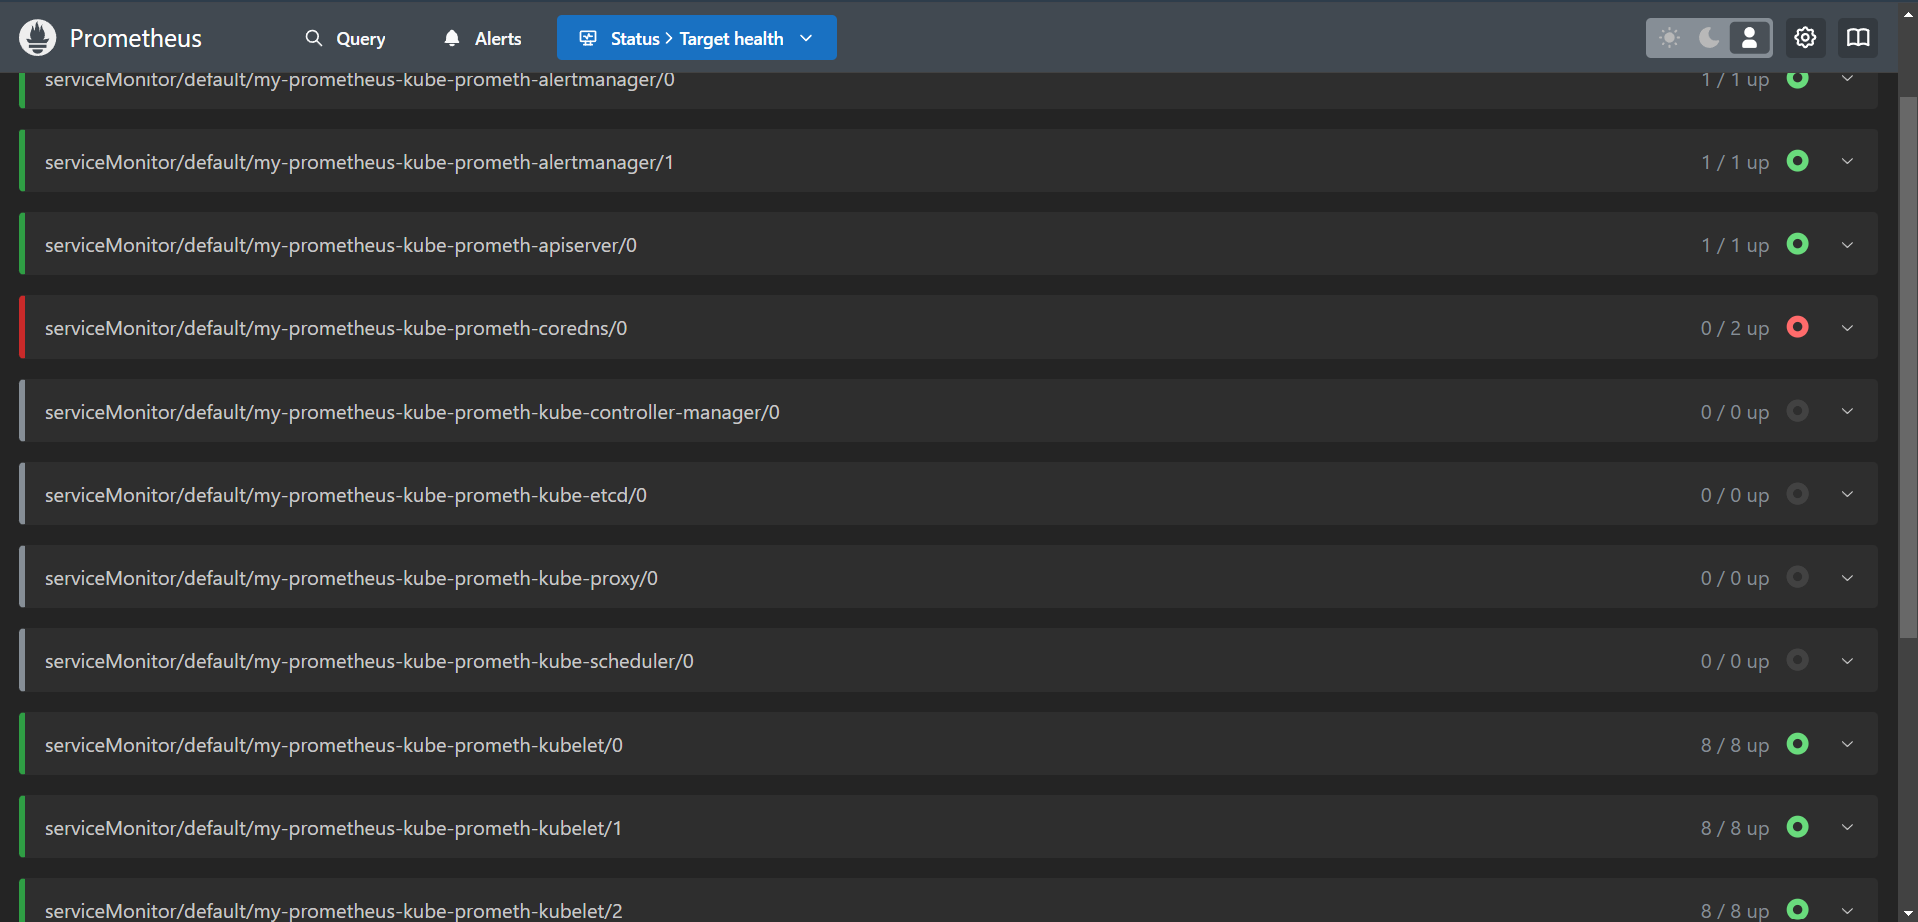 Prometheus Query Alerts Status > Target health
serviceMonitor/default/my-prometheus-kube-prometh-alertmanager/0 1 / 1 up
serviceMonitor/default/my-prometheus-kube-prometh-alertmanager/1 1 / 1 up
serviceMonitor/default/my-prometheus-kube-prometh-apiserver/0 1 / 1 up
serviceMonitor/default/my-prometheus-kube-prometh-coredns/0 0 / 2 up
serviceMonitor/default/my-prometheus-kube-prometh-kube-controller-manager/0 0 / 0 up
serviceMonitor/default/my-prometheus-kube-prometh-kube-etcd/0 0 / 0 up
serviceMonitor/default/my-prometheus-kube-prometh-kube-proxy/0 0 / 0 up
serviceMonitor/default/my-prometheus-kube-prometh-kube-scheduler/0 0 / 0 up
serviceMonitor/default/my-prometheus-kube-prometh-kubelet/0 8 / 8 up
serviceMonitor/default/my-prometheus-kube-prometh-kubelet/1 8 / 8 up
serviceMonitor/default/my-prometheus-kube-prometh-kubelet/2 8 / 8 up